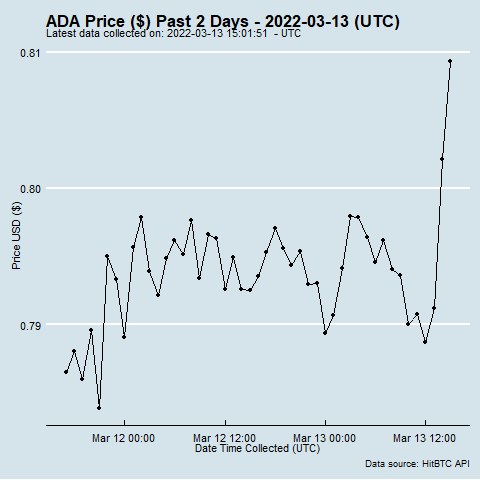 ADA Price ($) Past 2 Days - 2022-03-13 (UTC)
Latest data collected on: 2022-03-13 15:01:51  - UTC
0.81
0.80
0.79
Price USD ($)
Mar 12 00:00
Mar 12 12:00
Mar 13 00:00
Mar 13 12:00
Date Time Collected (UTC)
Data source: HitBTC API